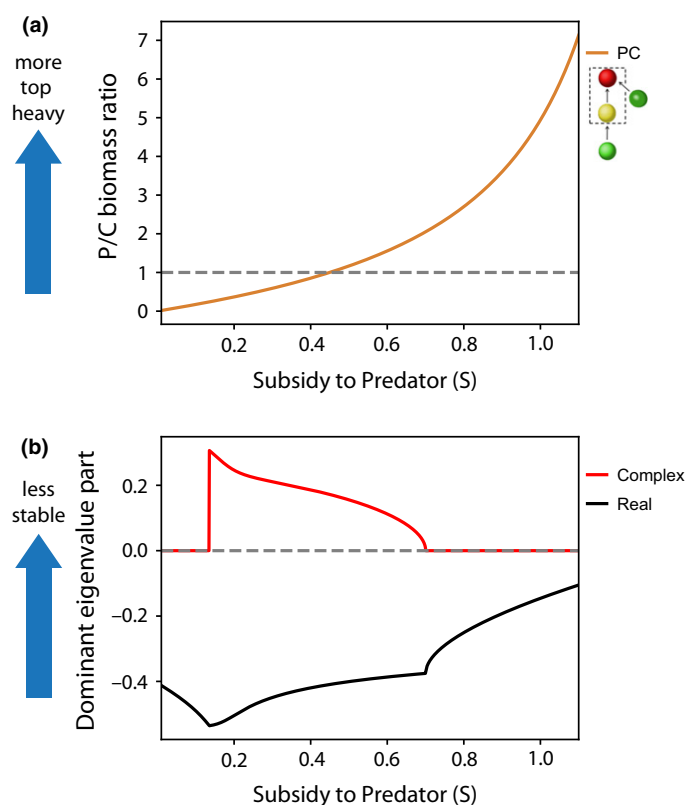 (a)
more
top
heavy
P/C biomass ratio
7
6
5
4
3
2
1
0
0.2 0.4 0.6 0.8 1.0
Subsidy to Predator (S)
PC
(b)
less
stable
Dominant eigenvalue part
0.2
0.0
−0.2
−0.4
0.2 0.4 0.6 0.8 1.0
Subsidy to Predator (S)
Complex
Real